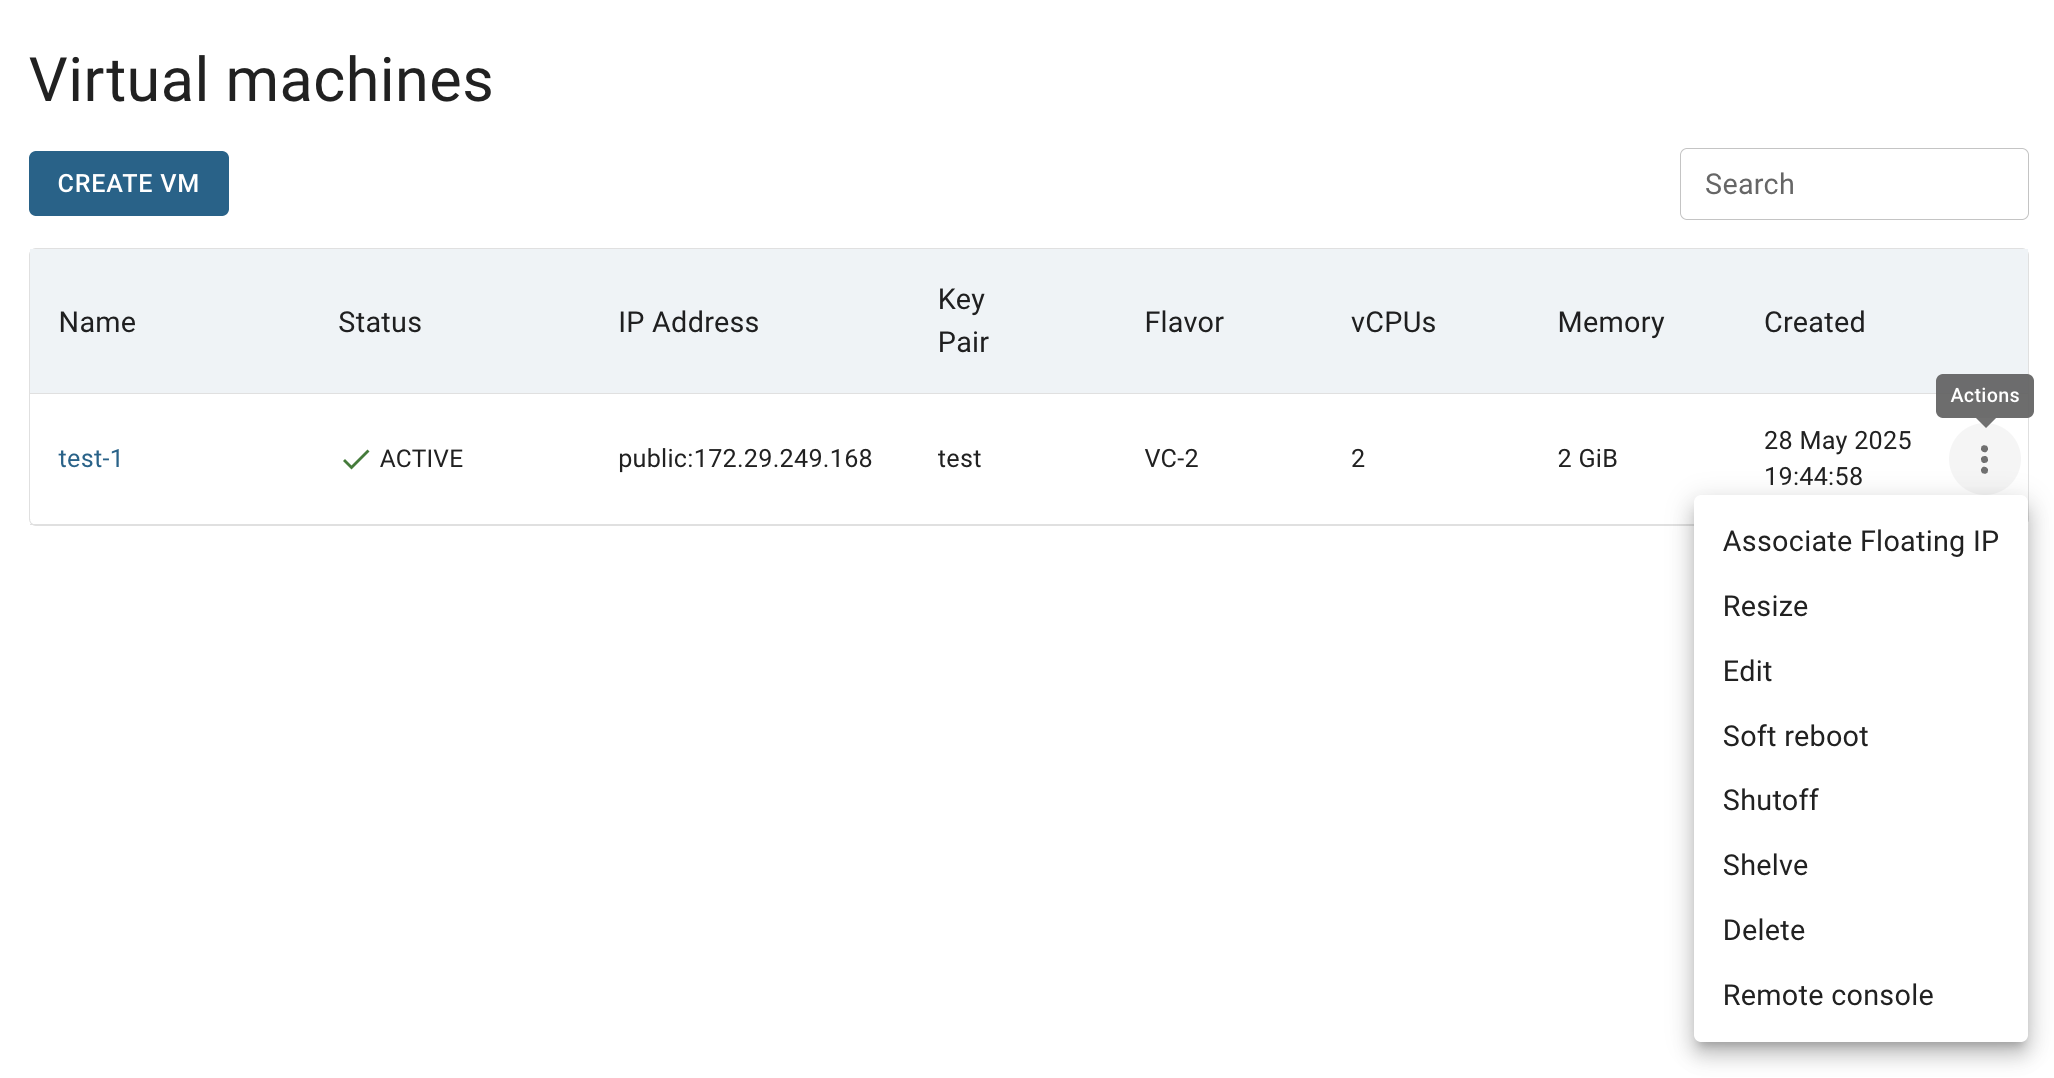 Virtual machines
CREATE VM
Search
Name
Status
IP Address
Key
Pair
Flavor
vCPUs
Memory
Created
Actions
test-1
ACTIVE
public:172.29.249.168
test
VC-2
2
2 GiB
28 May 2025
19:44:58
Associate Floating IP
Resize
Edit
Soft reboot
Shutoff
Shelve
Delete
Remote console